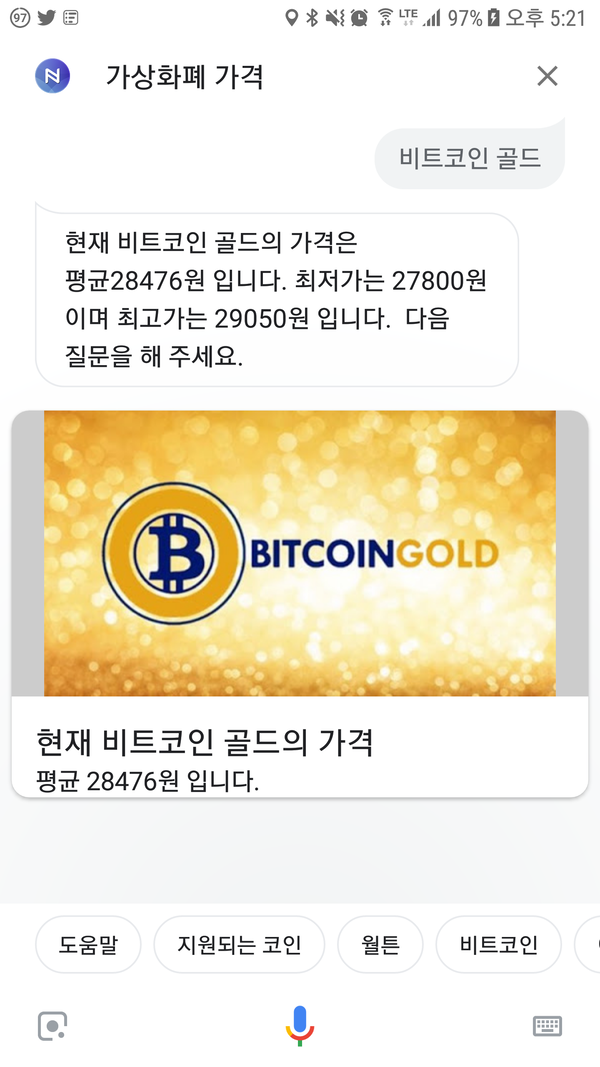 97 LTE 97% 오후 5:21
가상화폐 가격
비트코인 골드
현재 비트코인 골드의 가격은
평균28476원 입니다. 최저가는 27800원
이며 최고가는 29050원 입니다. 다음
질문을 해 주세요.
BITCOINGOLD
현재 비트코인 골드의 가격
평균 28476원 입니다.
도움말 지원되는 코인 월튼 비트코인